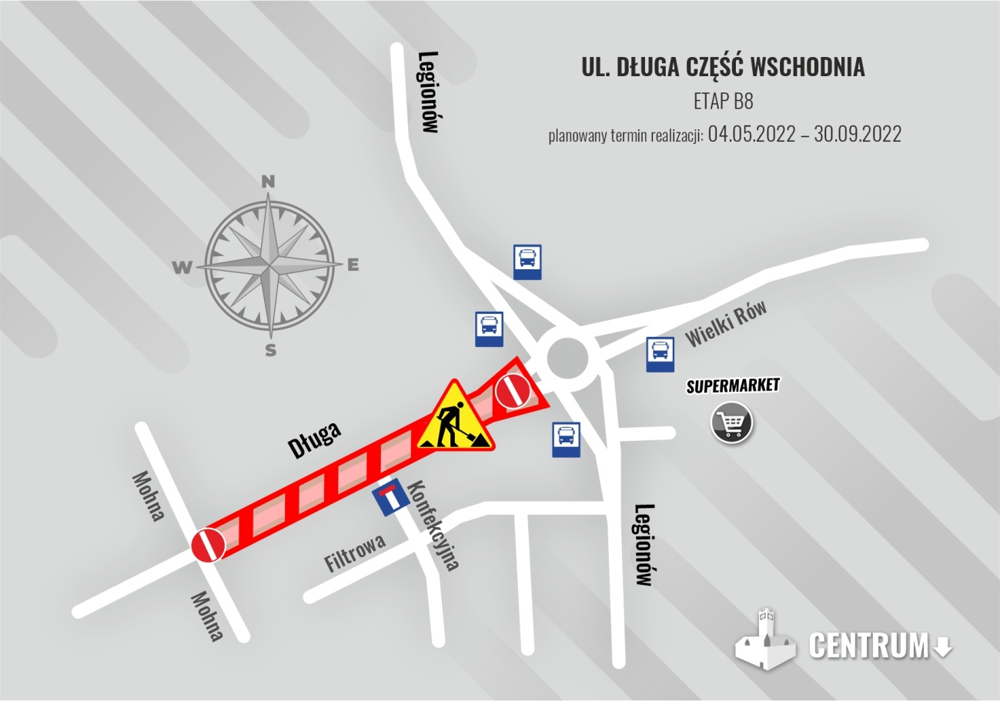 UL. DŁUGA CZĘŚĆ WSCHODNIA
ETAP B8
planowany termin realizacji: 04.05.2022 – 30.09.2022
Legionów
N
W
E
S
Wielki Rów
SUPERMARKET
Długa
Mohna
Konfekcyjna
Filtrowa
Legionów
Mohna
CENTRUM